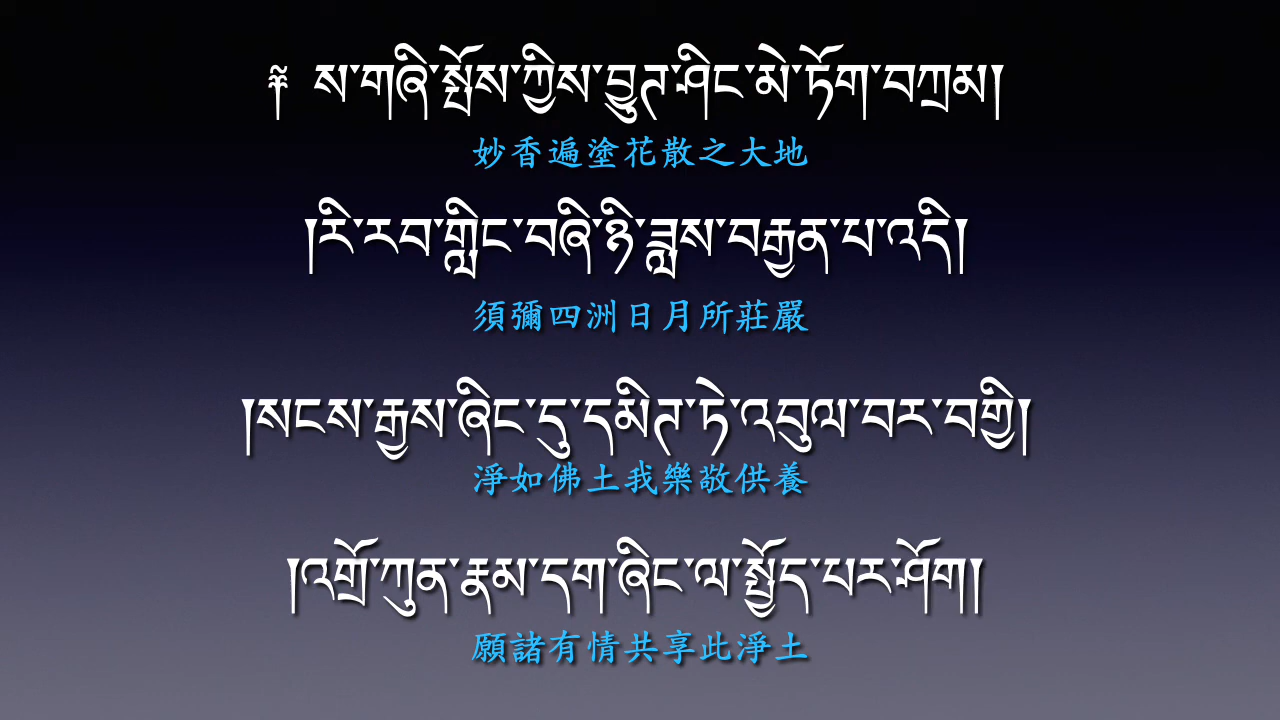 ༈ ས་གཞི་སྤོས་ཀྱིས་བྱུཊ་ཤིང་མེ་ཏོག་བཀྲམ།
妙香遍塗花散之大地
།རི་རབ་གླིང་བཞི་ཉི་ཟླས་བརྒྱན་པ་འདི།
須彌四洲日月所莊嚴
།སངས་རྒྱས་ཞིང་དུ་དམིཊ་ཏེ་འབུལ་བར་བགྱི།
淨如佛土我樂敬供養
།འགྲོ་ཀུན་རྣམ་དག་ཞིང་ལ་སྤྱོད་པར་ཤོག།
願諸有情共享此淨土